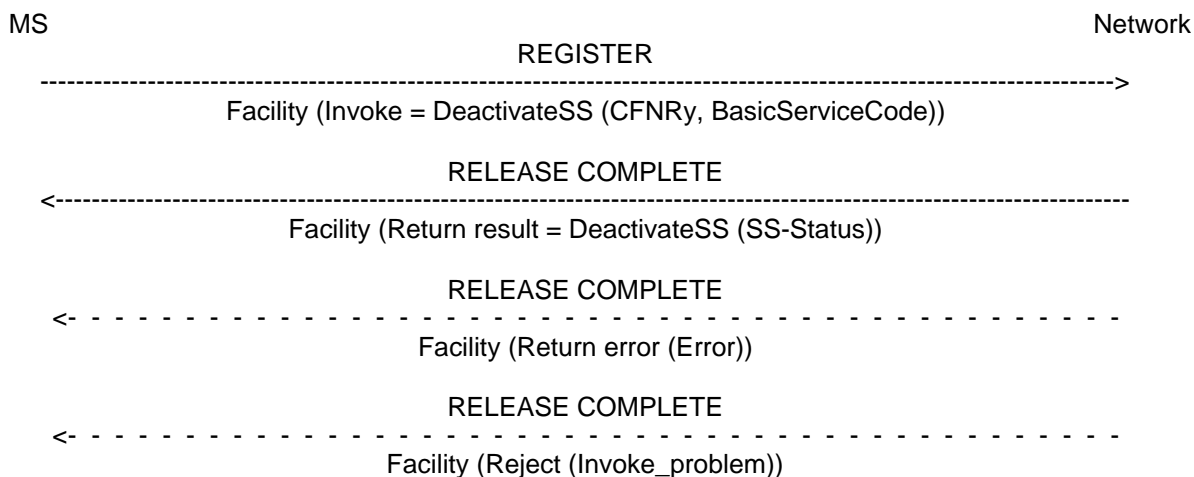 MS Network
REGISTER
Facility (Invoke = DeactivateSS (CFNRy, BasicServiceCode))
RELEASE COMPLETE
Facility (Return result = DeactivateSS (SS-Status))
RELEASE COMPLETE
Facility (Return error (Error))
RELEASE COMPLETE
Facility (Reject (Invoke_problem))